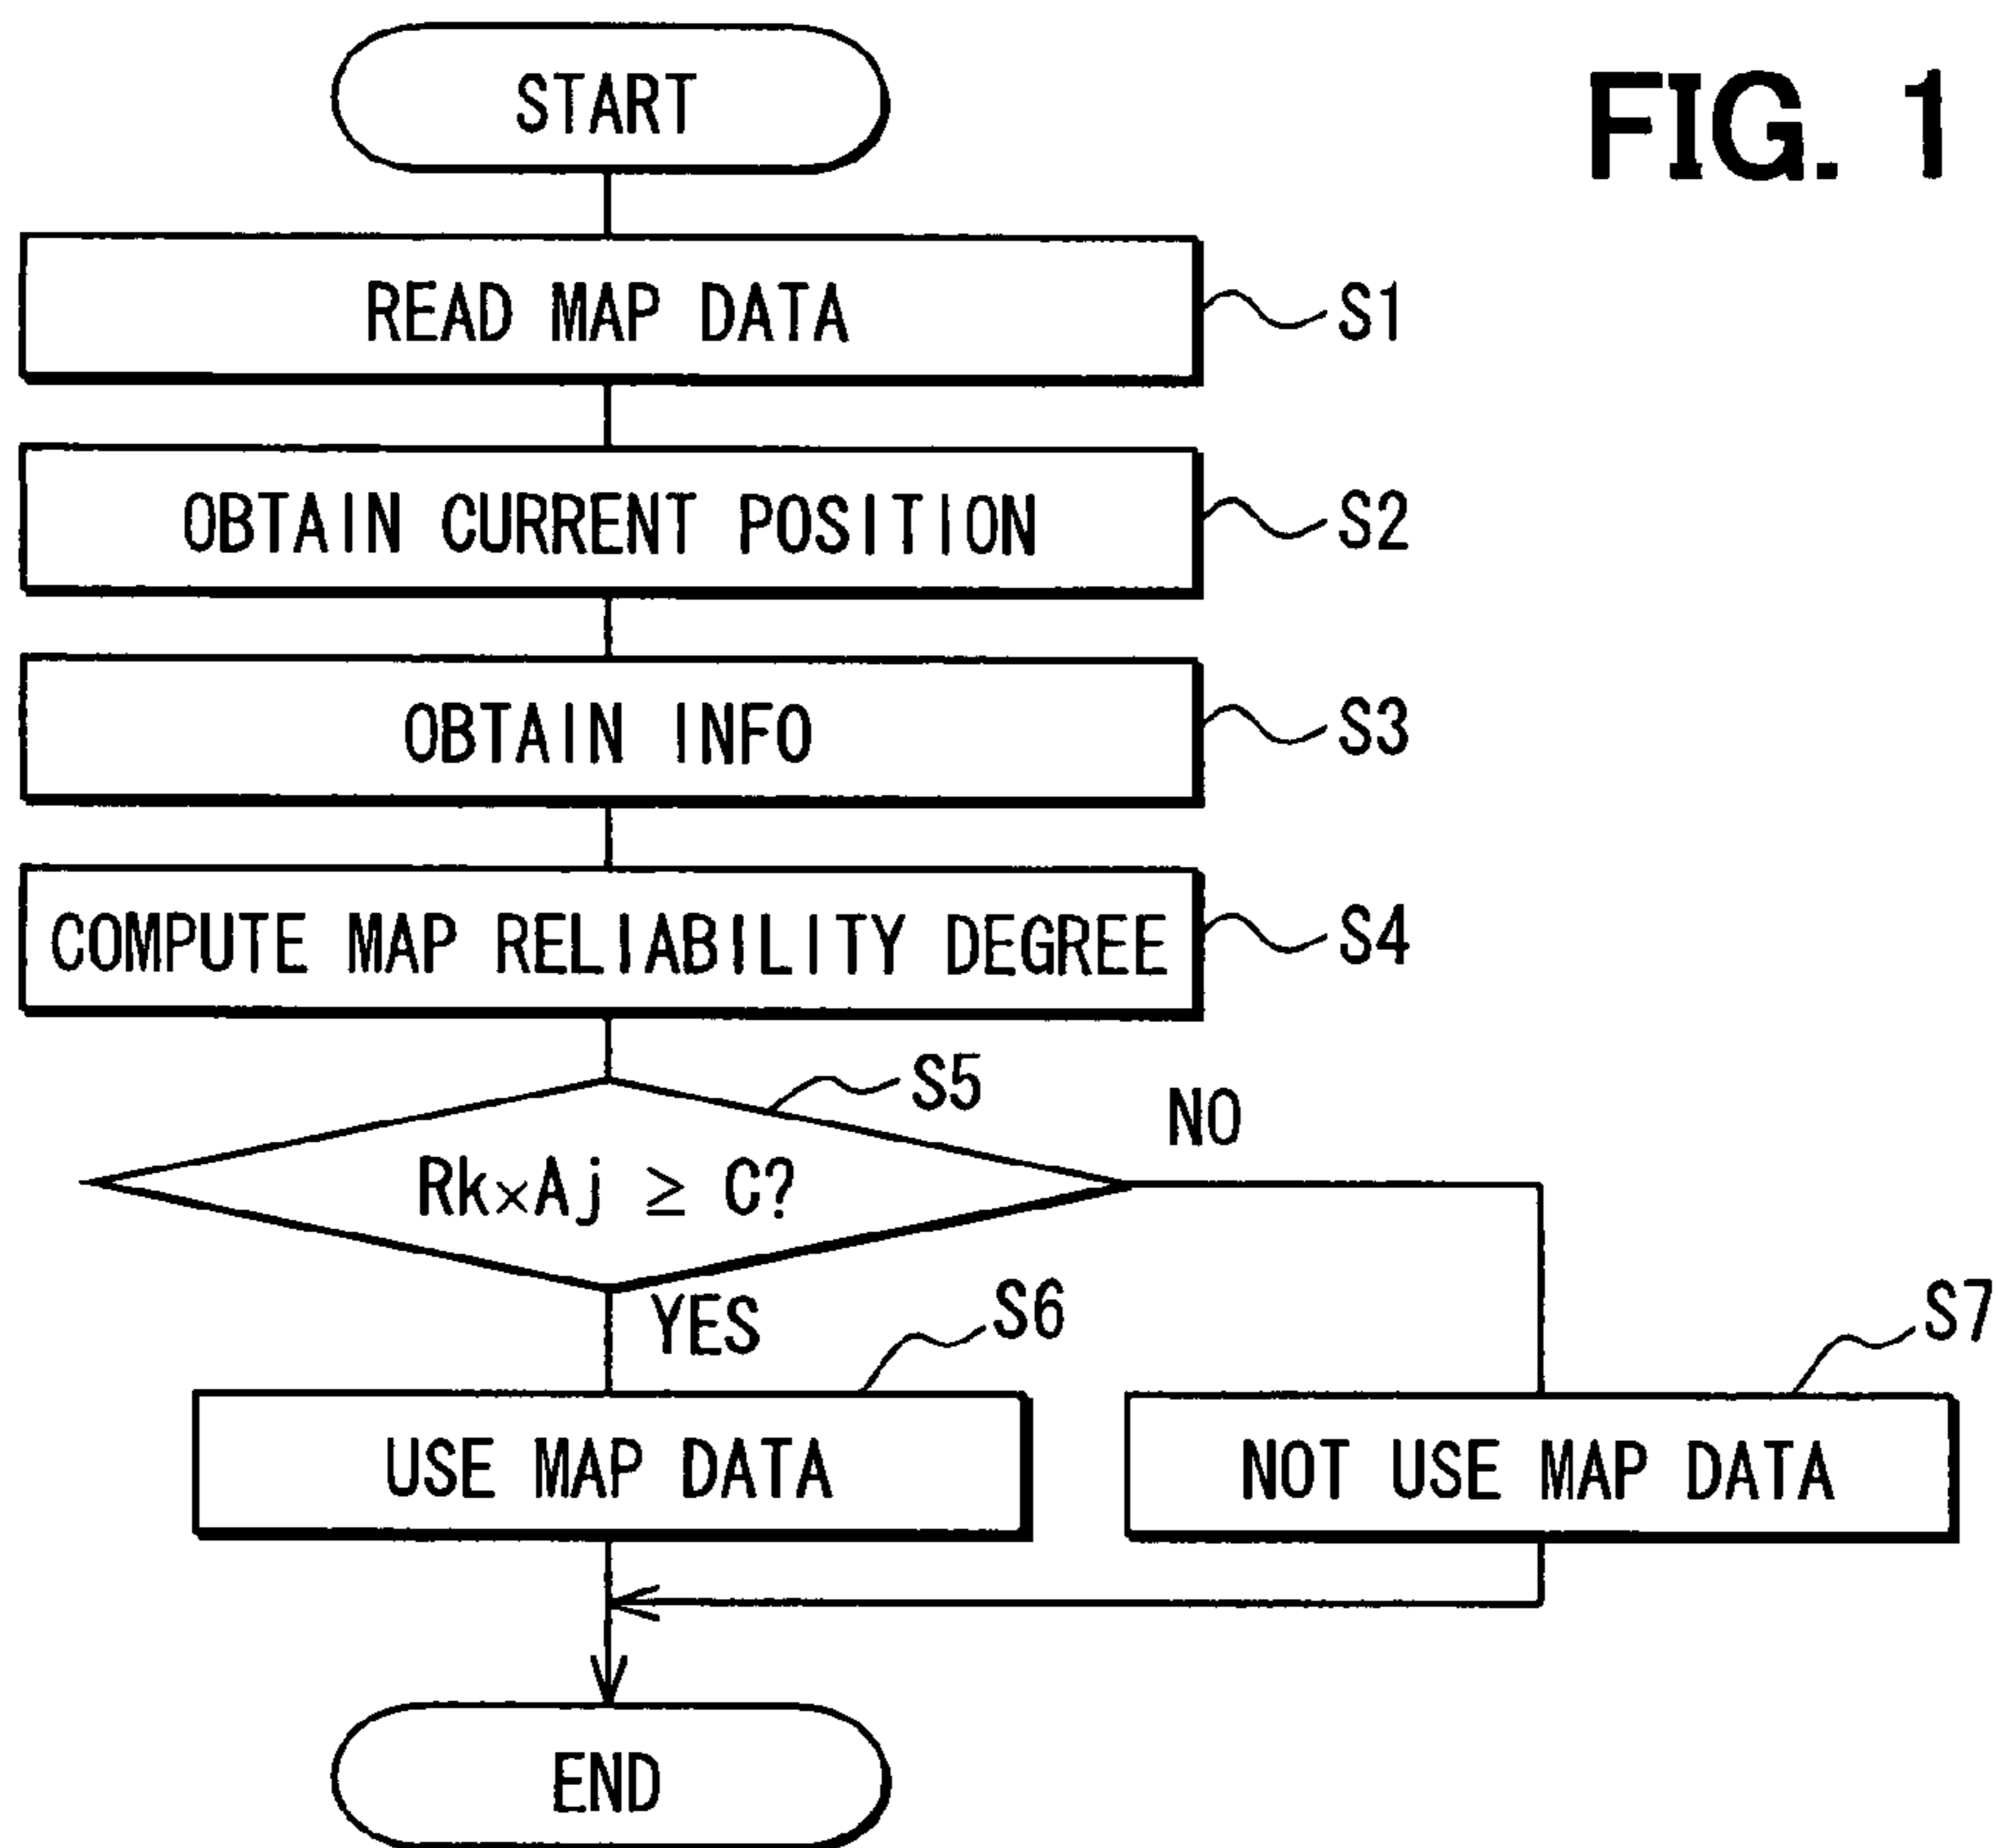 FIG. 1
START
READ MAP DATA
S1
OBTAIN CURRENT POSITION
S2
OBTAIN INFO
S3
COMPUTE MAP RELIABILITY DEGREE
S4
S5
NO
Rk×Aj ≥ C?
YES
S6
S7
USE MAP DATA
NOT USE MAP DATA
END